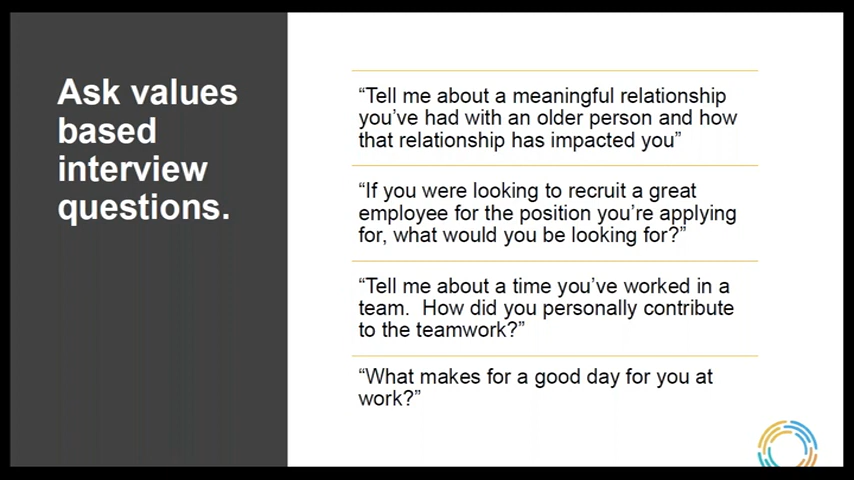 Ask values
based
interview
questions.
“Tell me about a meaningful relationship
you’ve had with an older person and how
that relationship has impacted you”
“If you were looking to recruit a great
employee for the position you’re applying
for, what would you be looking for?”
“Tell me about a time you’ve worked in a
team.  How did you personally contribute
to the teamwork?”
“What makes for a good day for you at
work?”